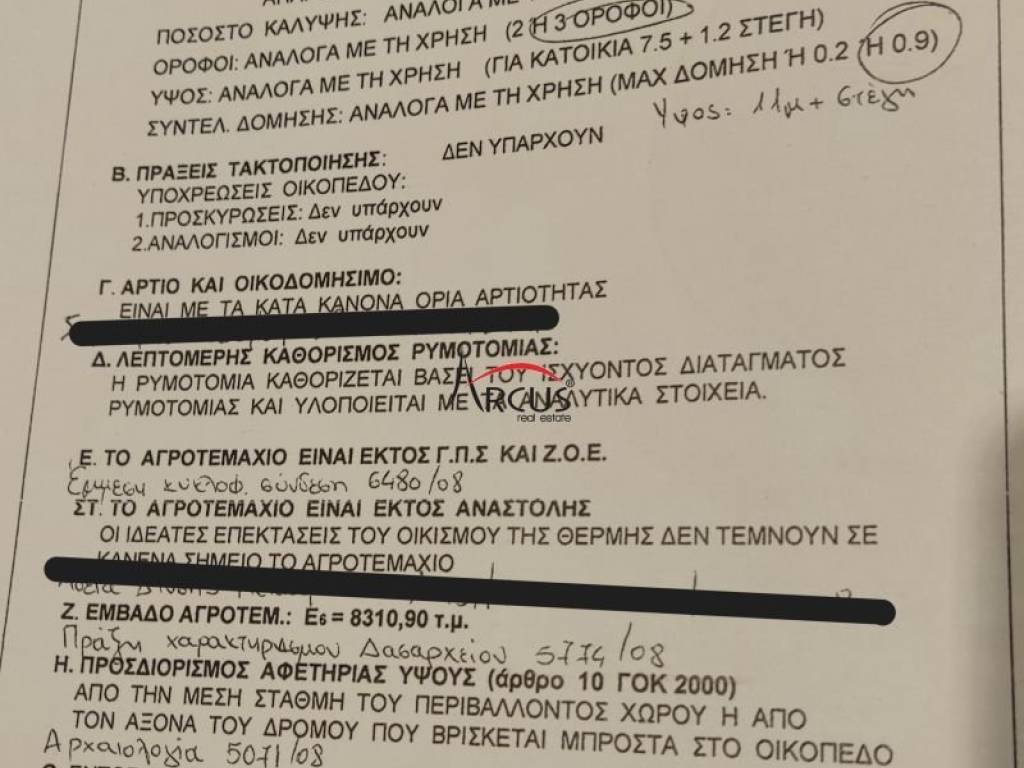 ΠΟΣΟΣΤΟ ΚΑΛΥΨΗΣ: ΑΝΑΛΟΓΑ ΜΕ
ΟΡΟΦΟΙ: ΑΝΑΛΟΓΑ ΜΕ ΤΗ ΧΡΗΣΗ (2 Ή 3 ΟΡΟΦΟΙ)
ΥΨΟΣ: ΑΝΑΛΟΓΑ ΜΕ ΤΗ ΧΡΗΣΗ (ΓΙΑ ΚΑΤΟΙΚΙΑ 7.5 + 1.2 ΣΤΕΓΗ)
ΣΥΝΤΕΛ. ΔΟΜΗΣΗΣ: ΑΝΑΛΟΓΑ ΜΕ ΤΗ ΧΡΗΣΗ (MAX ΔΟΜΗΣΗ Ή 0.2 Ή 0.9)
Υψος: 11μ + στέγη
Β. ΠΡΑΞΕΙΣ ΤΑΚΤΟΠΟΙΗΣΗΣ: ΔΕΝ ΥΠΑΡΧΟΥΝ
ΥΠΟΧΡΕΩΣΕΙΣ ΟΙΚΟΠΕΔΟΥ:
1.ΠΡΟΣΚΥΡΩΣΕΙΣ: Δεν υπάρχουν
2.ΑΝΑΛΟΓΙΣΜΟΙ: Δεν υπάρχουν
Γ. ΑΡΤΙΟ ΚΑΙ ΟΙΚΟΔΟΜΗΣΙΜΟ:
ΕΙΝΑΙ ΜΕ ΤΑ ΚΑΤΑ ΚΑΝΟΝΑ ΟΡΙΑ ΑΡΤΙΟΤΗΤΑΣ
Δ. ΛΕΠΤΟΜΕΡΗΣ ΚΑΘΟΡΙΣΜΟΣ ΡΥΜΟΤΟΜΙΑΣ:
Η ΡΥΜΟΤΟΜΙΑ ΚΑΘΟΡΙΖΕΤΑΙ ΒΑΣΕΙ ΤΟΥ ΙΣΧΥΟΝΤΟΣ ΔΙΑΤΑΓΜΑΤΟΣ
ΡΥΜΟΤΟΜΙΑΣ ΚΑΙ ΥΛΟΠΟΙΕΙΤΑΙ ΜΕ ΤΑ ΑΝΑΛΥΤΙΚΑ ΣΤΟΙΧΕΙΑ.
ARCUS®
real estate
Ε. ΤΟ ΑΓΡΟΤΕΜΑΧΙΟ ΕΙΝΑΙ ΕΚΤΟΣ Γ.Π.Σ ΚΑΙ Ζ.Ο.Ε.
κυκλοφ. σύνδεση 6480/08
ΣΤ. ΤΟ ΑΓΡΟΤΕΜΑΧΙΟ ΕΙΝΑΙ ΕΚΤΟΣ ΑΝΑΣΤΟΛΗΣ
ΟΙ ΙΔΕΑΤΕΣ ΕΠΕΚΤΑΣΕΙΣ ΤΟΥ ΟΙΚΙΣΜΟΥ ΤΗΣ ΘΕΡΜΗΣ ΔΕΝ ΤΕΜΝΟΥΝ ΣΕ
ΚΑΝΕΝΑ ΣΗΜΕΙΟ ΤΟ ΑΓΡΟΤΕΜΑΧΙΟ
Ζ. ΕΜΒΑΔΟ ΑΓΡΟΤΕΜ.: Ε6 = 8310,90 τ.μ.
Πράξη χαρακτηρισμου Δασαρχείου 5774/08
Η. ΠΡΟΣΔΙΟΡΙΣΜΟΣ ΑΦΕΤΗΡΙΑΣ ΥΨΟΥΣ (άρθρο 10 ΓΟΚ 2000)
ΑΠΟ ΤΗΝ ΜΕΣΗ ΣΤΑΘΜΗ ΤΟΥ ΠΕΡΙΒΑΛΛΟΝΤΟΣ ΧΩΡΟΥ Η ΑΠΟ
ΤΟΝ ΑΞΟΝΑ ΤΟΥ ΔΡΟΜΟΥ ΠΟΥ ΒΡΙΣΚΕΤΑΙ ΜΠΡΟΣΤΑ ΣΤΟ ΟΙΚΟΠΕΔΟ
Αρχαιολογία 5071/08